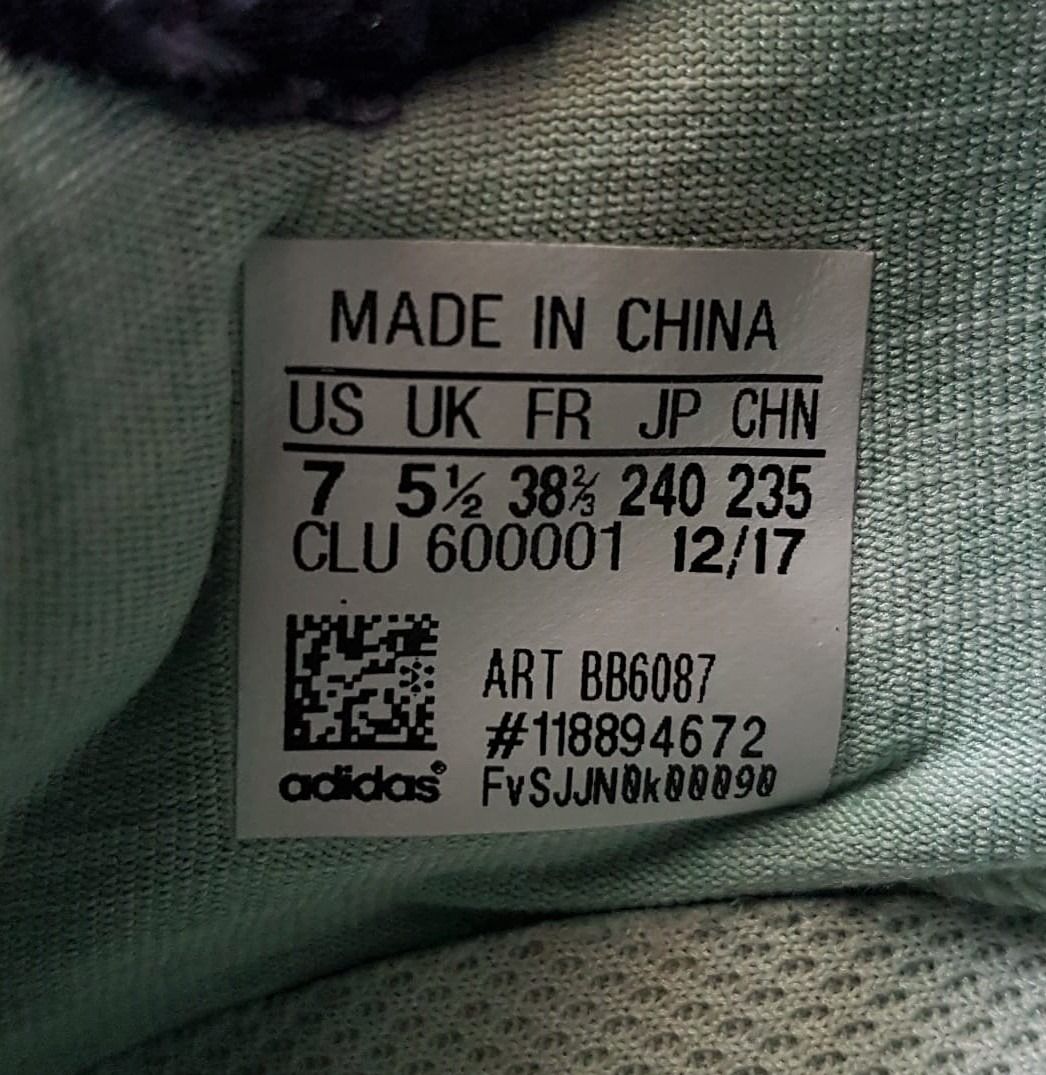 MADE IN CHINA
US UK FR JP CHN
7 5½ 38⅔ 240 235
CLU 600001 12/17
ART BB6087
#118894672
adidas® FvSJJN0k00090